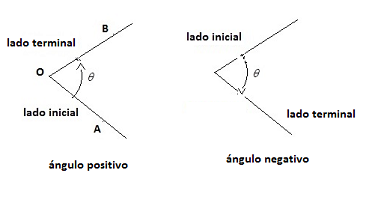 B
lado terminal
O
θ
lado inicial
A
ángulo positivo
lado inicial
θ
lado terminal
ángulo negativo